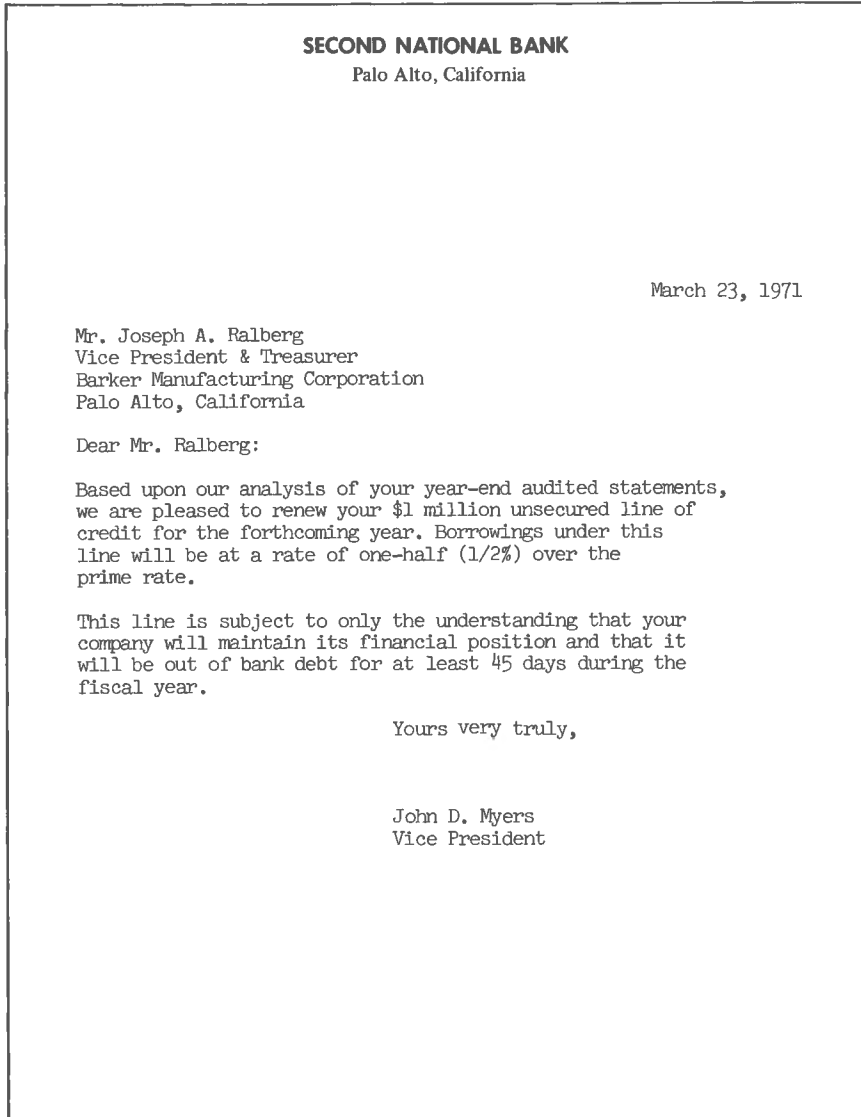 SECOND NATIONAL BANK
Palo Alto, California
March 23, 1971
Mr. Joseph A. Ralberg
Vice President & Treasurer
Barker Manufacturing Corporation
Palo Alto, California
Dear Mr. Ralberg:
Based upon our analysis of your year-end audited statements,
we are pleased to renew your $1 million unsecured line of
credit for the forthcoming year. Borrowings under this
line will be at a rate of one-half (1/2%) over the
prime rate.
This line is subject to only the understanding that your
company will maintain its financial position and that it
will be out of bank debt for at least 45 days during the
fiscal year.
Yours very truly,
John D. Myers
Vice President